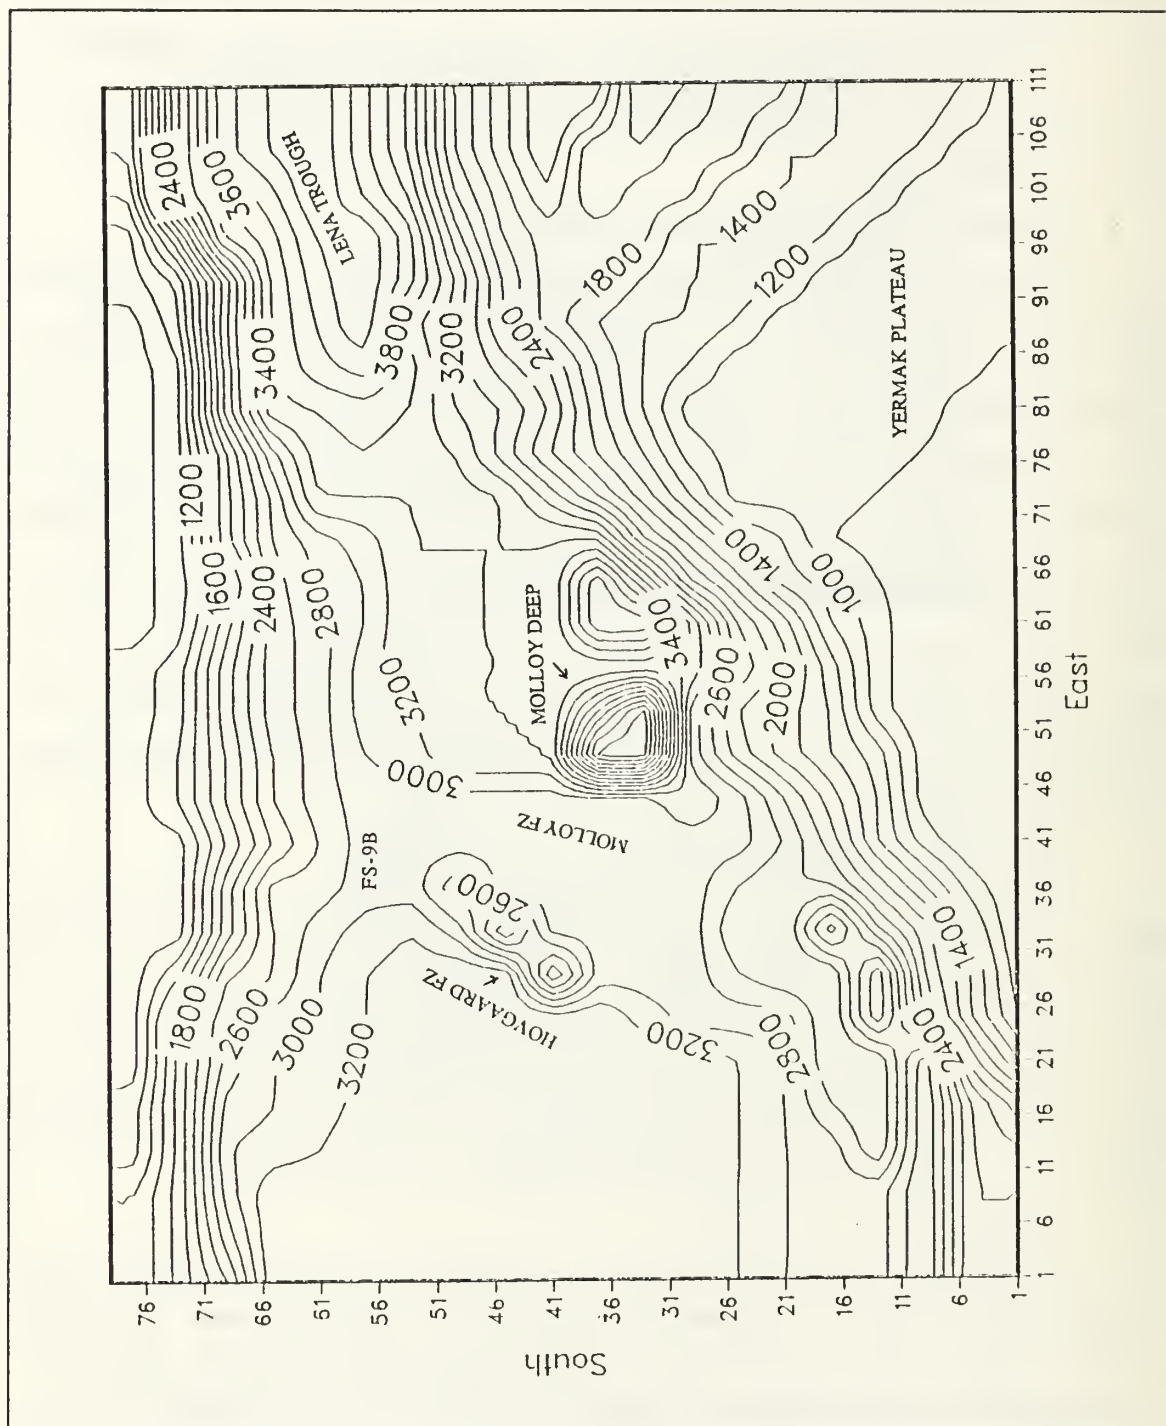 2400
3600
LENA TROUGH
3400
3800
3200
2400
1800
1400
1200
YERMAK PLATEAU
1200
1600
2400
2800
3200
3000
MOLLOY DEEP
3400
2600
2000
1400
1000
MOLLOY FZ
FS-9B
2600
HOVGAARD FZ
1800
2600
3000
3200
3200
2800
2400
1400
76 71 66 61 56 51 46 41 36 31 26 21 16 11 6 1
South
1 6 11 16 21 26 31 36 41 46 51 56 61 66 71 76 81 86 91 96 101 106 111
East